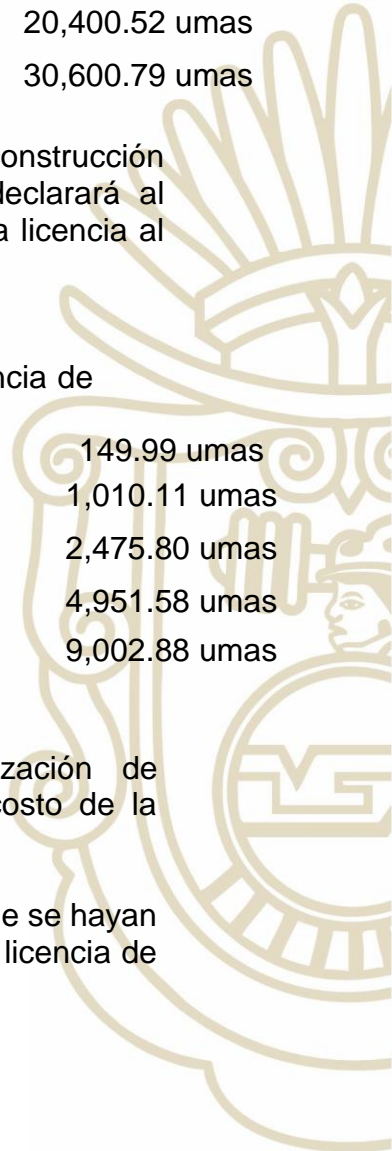 20,400.52 umas
30,600.79 umas
onstrucción
declarará al
a licencia al
ncia de
149.99 umas
1,010.11 umas
2,475.80 umas
4,951.58 umas
9,002.88 umas
ización de
costo de la
e se hayan
licencia de